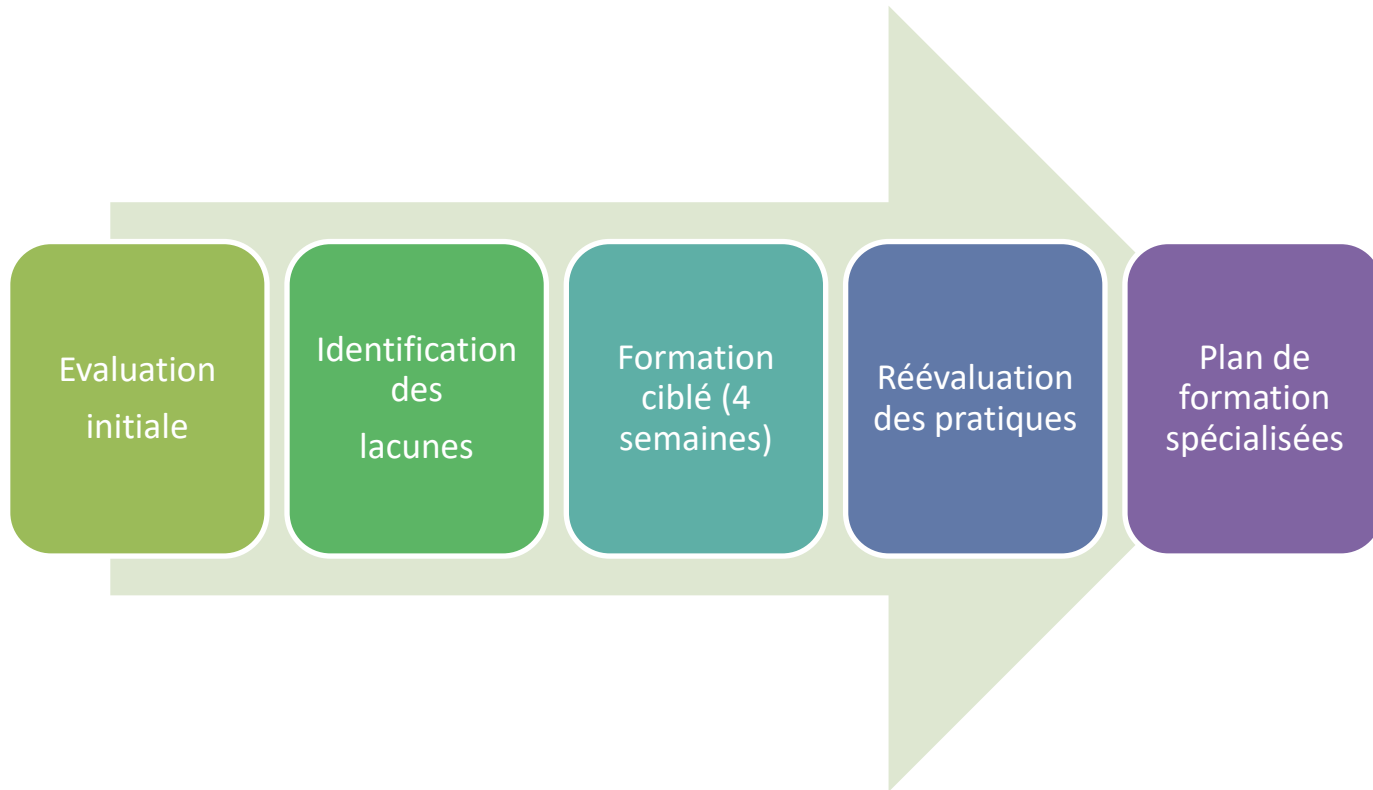 Evaluation
initiale
Identification
des
lacunes
Formation
ciblé (4
semaines)
Réévaluation
des pratiques
Plan de
formation
spécialisées